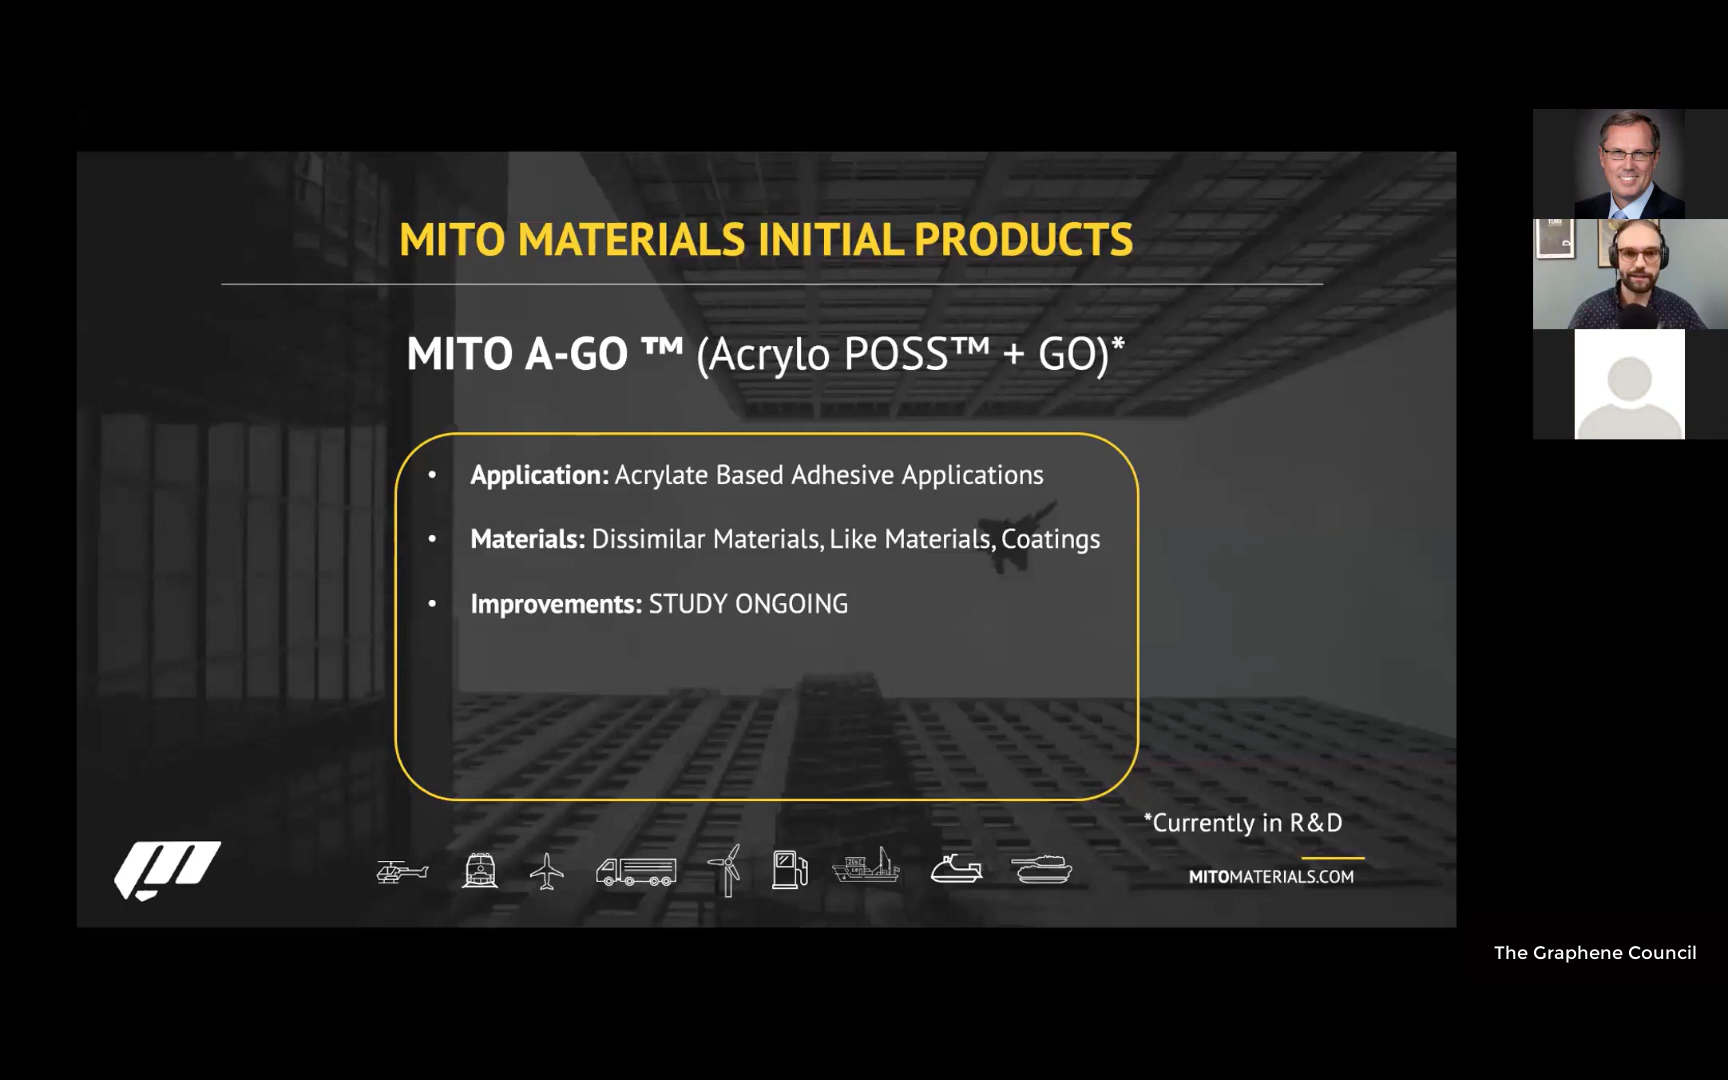 MITO MATERIALS INITIAL PRODUCTS
MITO A-GO ™ (Acrylo POSS™ + GO)*
• Application: Acrylate Based Adhesive Applications
• Materials: Dissimilar Materials, Like Materials, Coatings
• Improvements: STUDY ONGOING
*Currently in R&D
MITOMATERIALS.COM
The Graphene Council